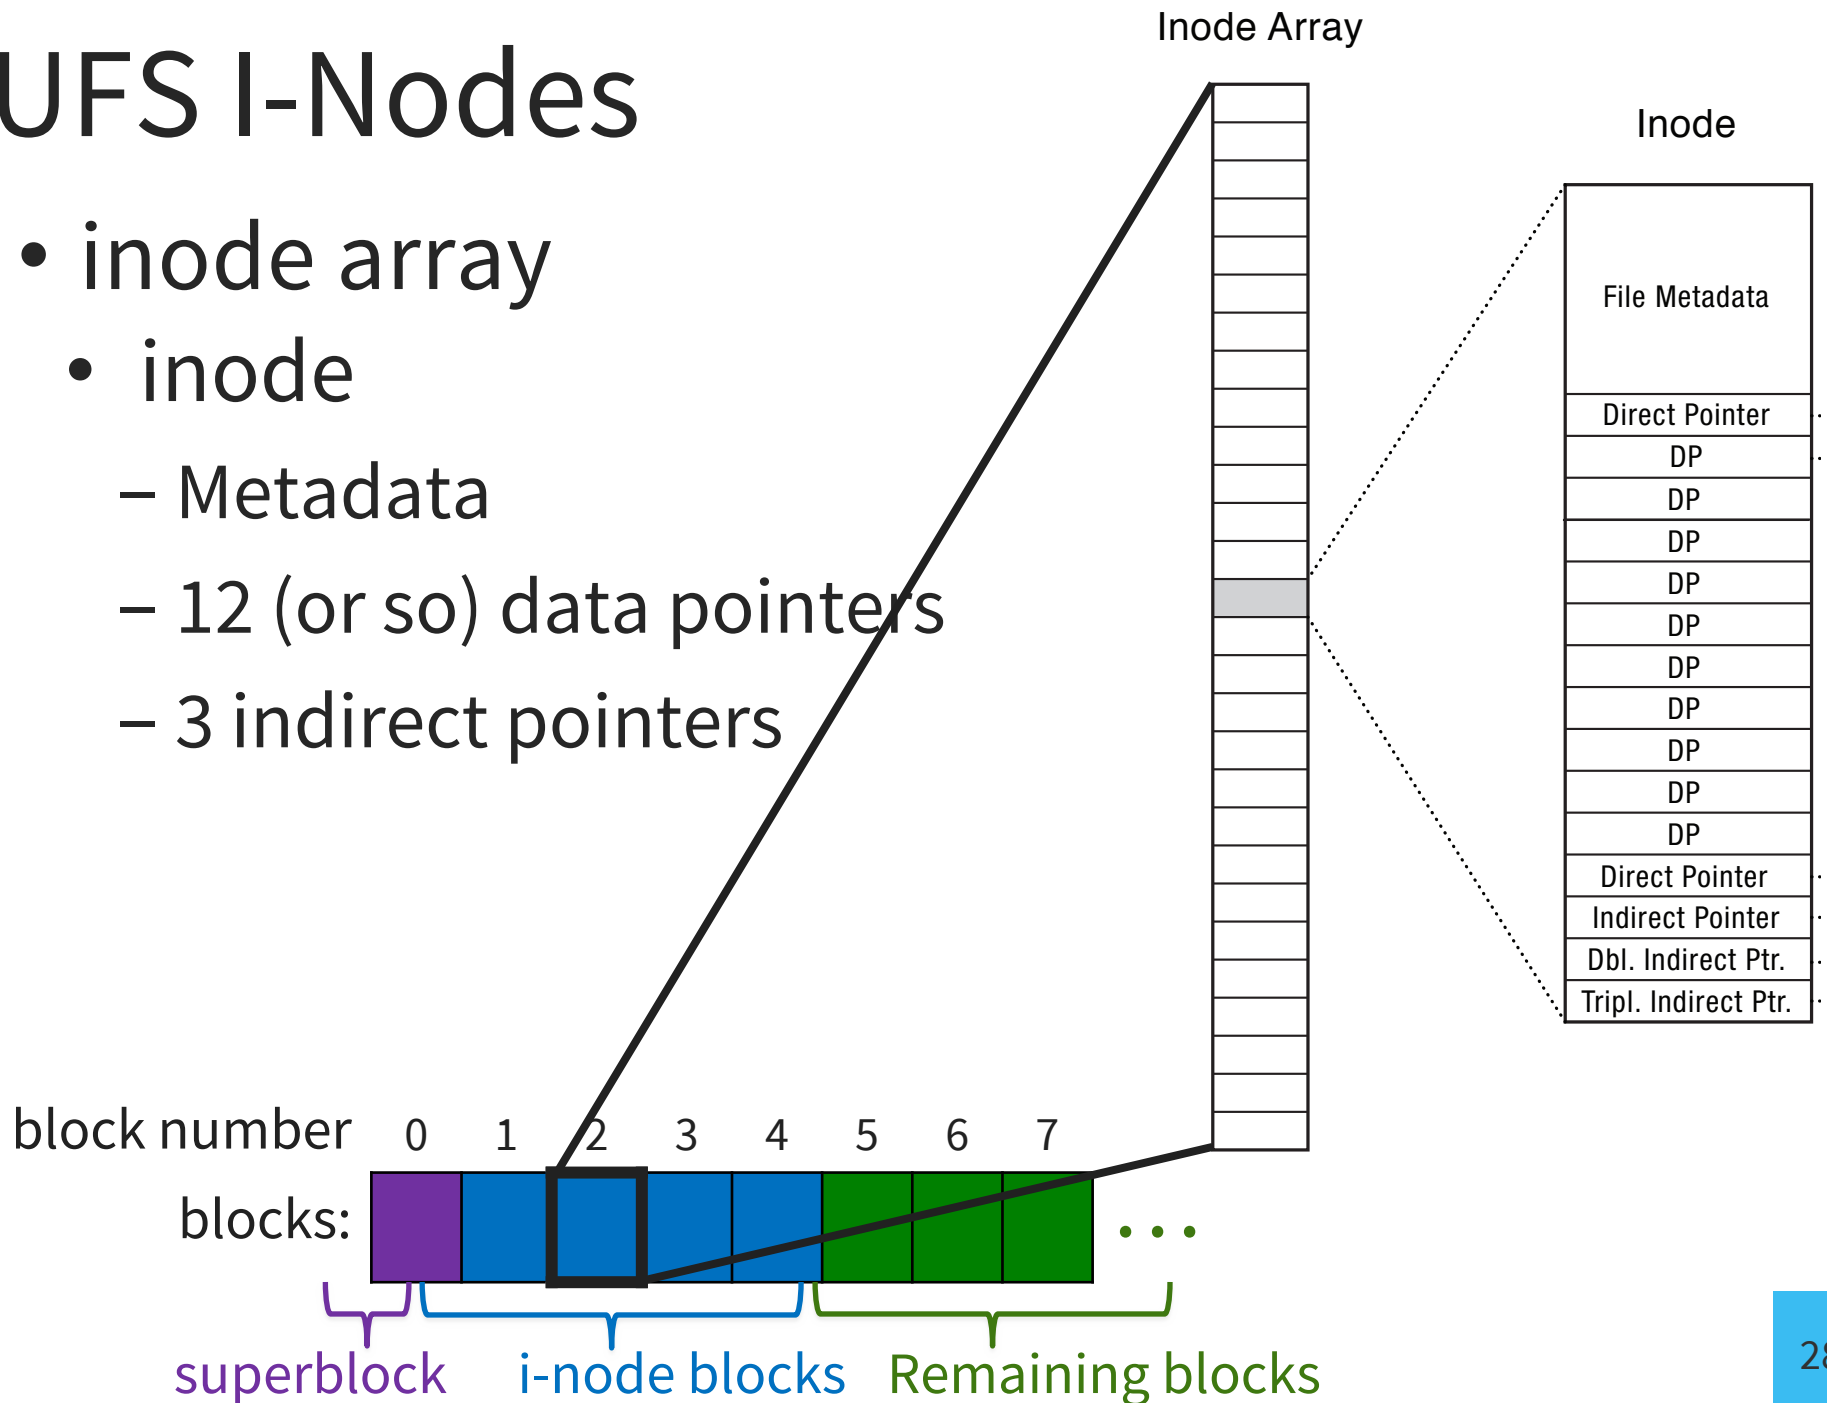 UFS I-Nodes
• inode array
• inode
– Metadata
– 12 (or so) data pointers
– 3 indirect pointers
Inode Array
Inode
File Metadata
Direct Pointer
DP
DP
DP
DP
DP
DP
DP
DP
DP
DP
Direct Pointer
Indirect Pointer
Dbl. Indirect Ptr.
Tripl. Indirect Ptr.
block number 0 1 2 3 4 5 6 7
blocks: . . .
superblock i-node blocks Remaining blocks